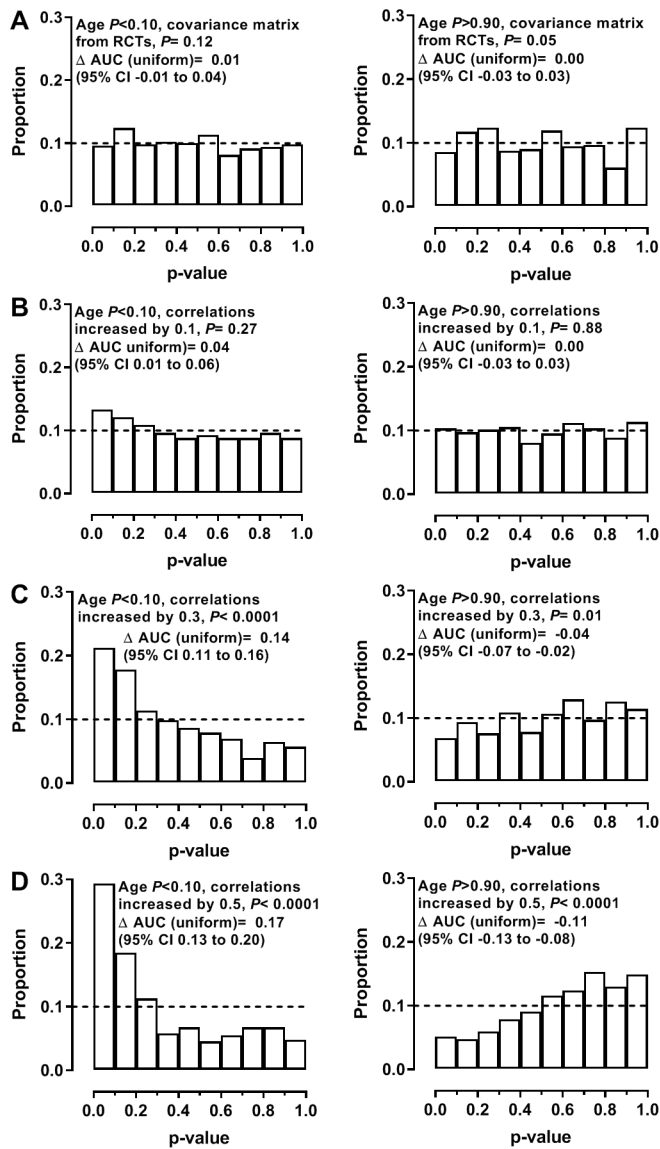 A
Age P<0.10, covariance matrix
from RCTs, P= 0.12
Δ AUC (uniform)= 0.01
(95% CI -0.01 to 0.04)
Proportion
0.3
0.2
0.1
0.0
0.0 0.2 0.4 0.6 0.8 1.0
p-value
Age P>0.90, covariance matrix
from RCTs, P= 0.05
Δ AUC (uniform)= 0.00
(95% CI -0.03 to 0.03)
Proportion
0.3
0.2
0.1
0.0
0.0 0.2 0.4 0.6 0.8 1.0
p-value
B
Age P<0.10, correlations
increased by 0.1, P= 0.27
Δ AUC uniform)= 0.04
(95% CI 0.01 to 0.06)
Proportion
0.3
0.2
0.1
0.0
0.0 0.2 0.4 0.6 0.8 1.0
p-value
Age P>0.90, correlations
increased by 0.1, P= 0.88
Δ AUC (uniform)= 0.00
(95% CI -0.03 to 0.03)
Proportion
0.3
0.2
0.1
0.0
0.0 0.2 0.4 0.6 0.8 1.0
p-value
C
Age P<0.10, correlations
increased by 0.3, P< 0.0001
Δ AUC (uniform)= 0.14
(95% CI 0.11 to 0.16)
Proportion
0.3
0.2
0.1
0.0
0.0 0.2 0.4 0.6 0.8 1.0
p-value
Age P>0.90, correlations
increased by 0.3, P= 0.01
Δ AUC (uniform)= -0.04
(95% CI -0.07 to -0.02)
Proportion
0.3
0.2
0.1
0.0
0.0 0.2 0.4 0.6 0.8 1.0
p-value
D
Age P<0.10, correlations
increased by 0.5, P< 0.0001
Δ AUC (uniform)= 0.17
(95% CI 0.13 to 0.20)
Proportion
0.3
0.2
0.1
0.0
0.0 0.2 0.4 0.6 0.8 1.0
p-value
Age P>0.90, correlations
increased by 0.5, P< 0.0001
Δ AUC (uniform)= -0.11
(95% CI -0.13 to -0.08)
Proportion
0.3
0.2
0.1
0.0
0.0 0.2 0.4 0.6 0.8 1.0
p-value